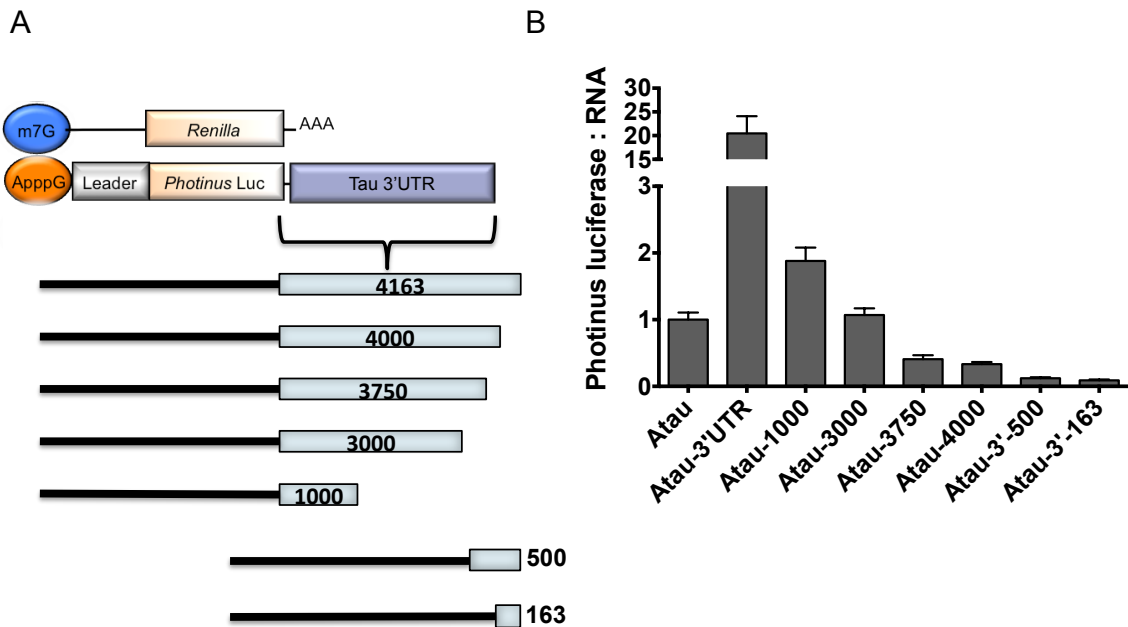 A
m7G
Renilla
AAA
ApppG
Leader
Photinus Luc
Tau 3'UTR
4163
4000
3750
3000
1000
500
163
B
Photinus luciferase : RNA
30
25
20
15
3
2
1
0
Atau
Atau-3'UTR
Atau-1000
Atau-3000
Atau-3750
Atau-4000
Atau-3'-500
Atau-3'-163